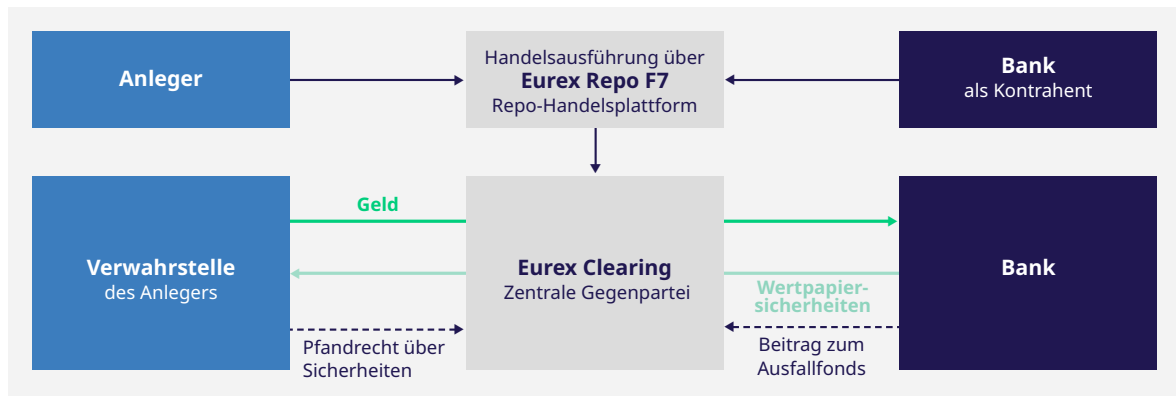 Anleger
Handelsausführung über
Eurex Repo F7
Repo-Handelsplattform
Bank
als Kontrahent
Geld
Verwahrstelle
des Anlegers
Eurex Clearing
Zentrale Gegenpartei
Bank
Wertpapier-
sicherheiten
Pfandrecht über
Sicherheiten
Beitrag zum
Ausfallfonds